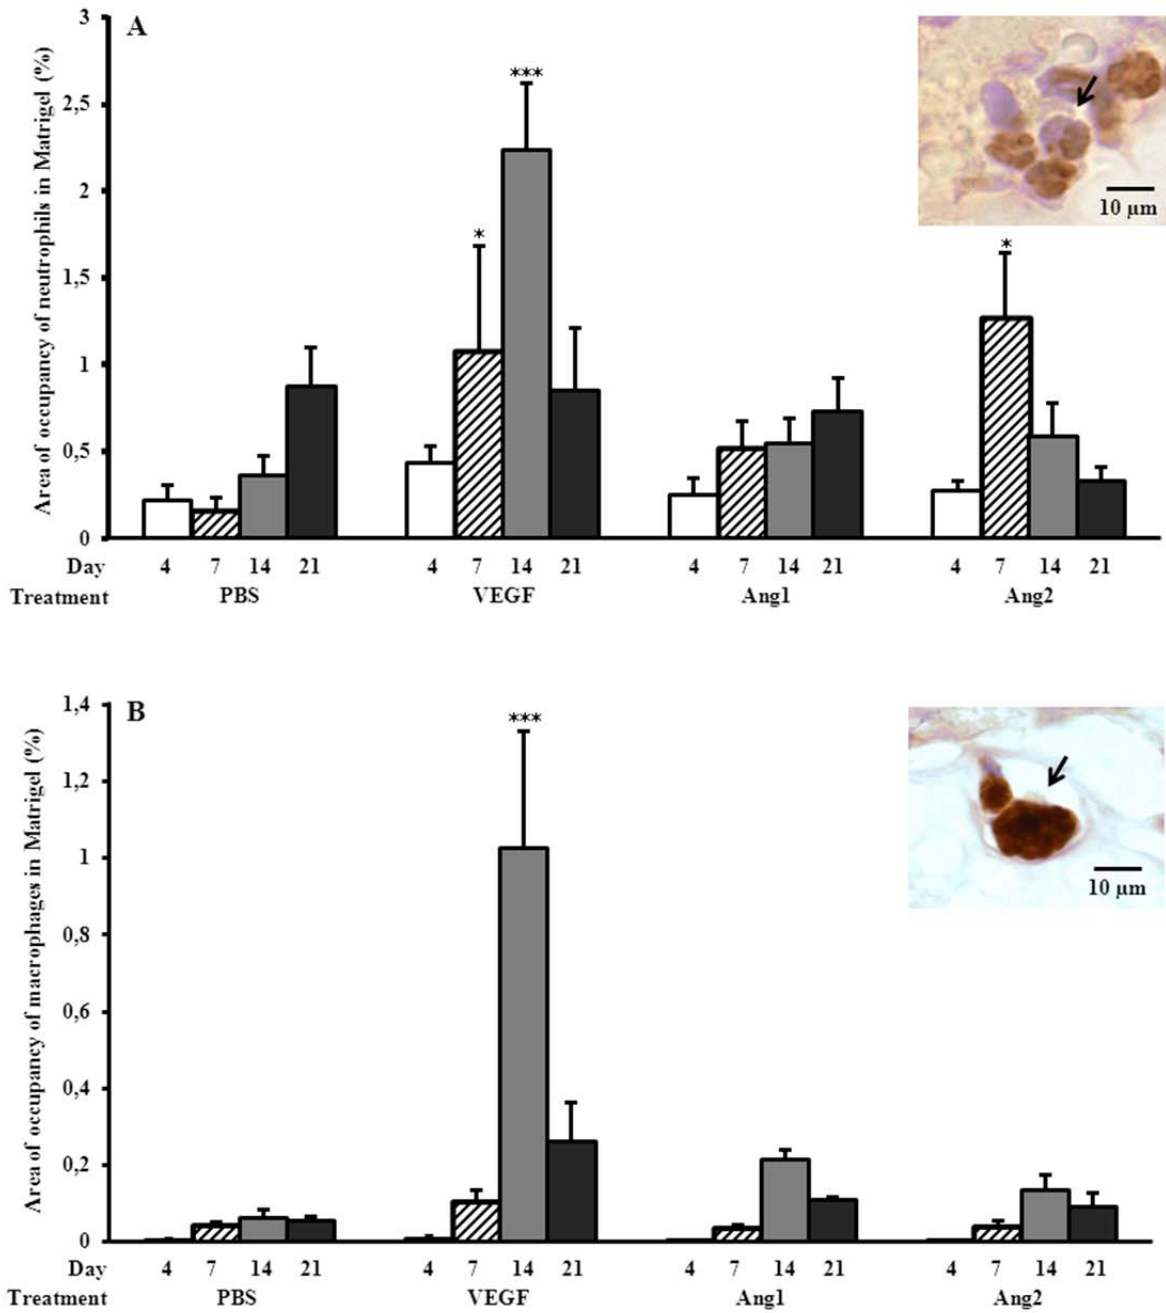 A
Area of occupancy of neutrophils in Matrigel (%)
3
2,5
2
1,5
1
0,5
0
***
*
*
10 µm
Day 4 7 14 21 4 7 14 21 4 7 14 21 4 7 14 21
Treatment PBS VEGF Ang1 Ang2
B
Area of occupancy of macrophages in Matrigel (%)
1,4
1,2
1
0,8
0,6
0,4
0,2
0
***
10 µm
Day 4 7 14 21 4 7 14 21 4 7 14 21 4 7 14 21
Treatment PBS VEGF Ang1 Ang2